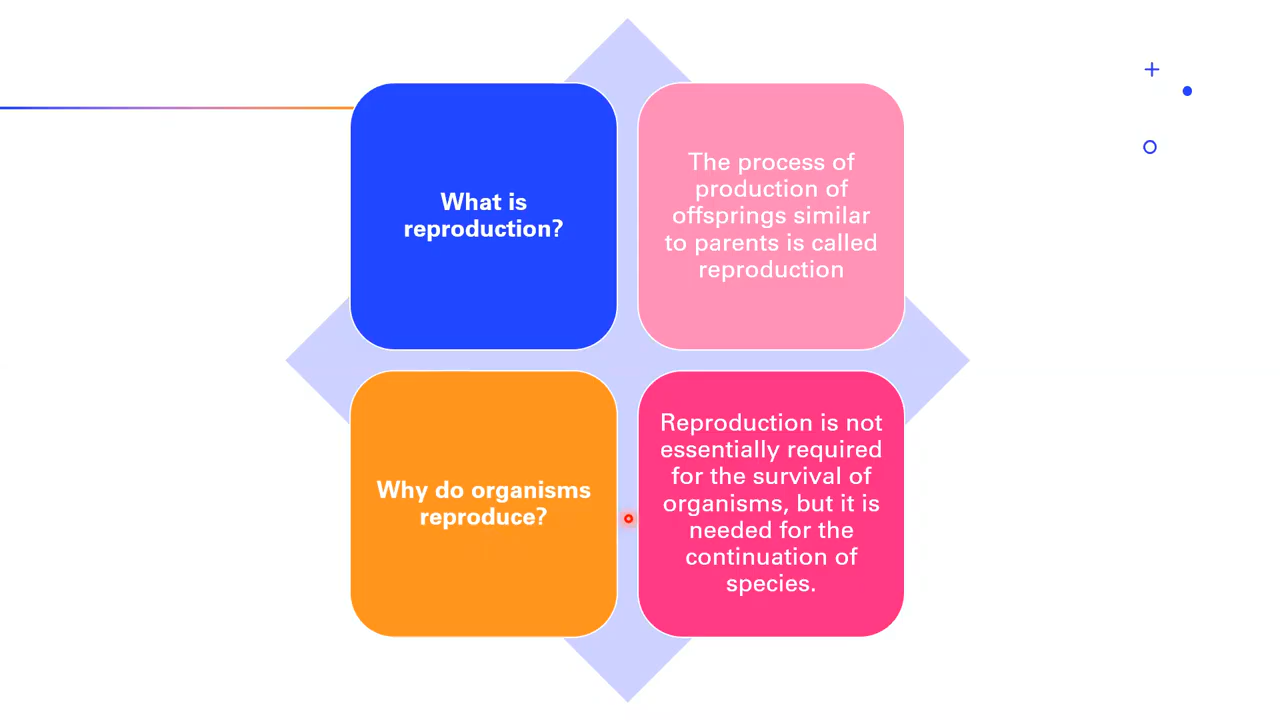 What is
reproduction?
The process of
production of
offsprings similar
to parents is called
reproduction
Why do organisms
reproduce?
Reproduction is not
essentially required
for the survival of
organisms, but it is
needed for the
continuation of
species.